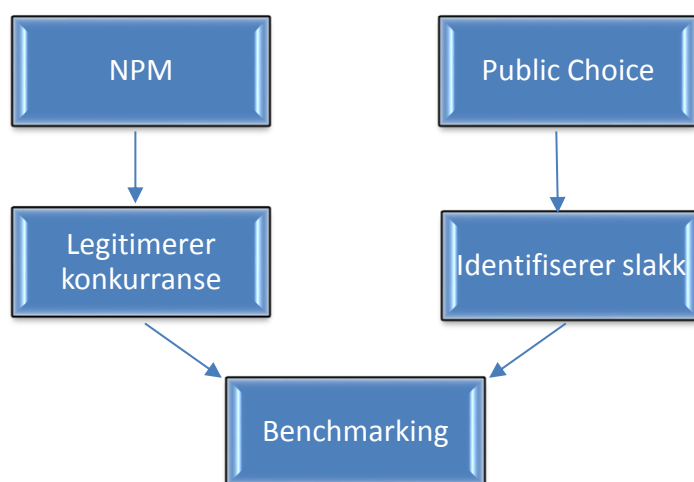 NPM
Public Choice
Legitimerer
konkurranse
Identifiserer slakk
Benchmarking